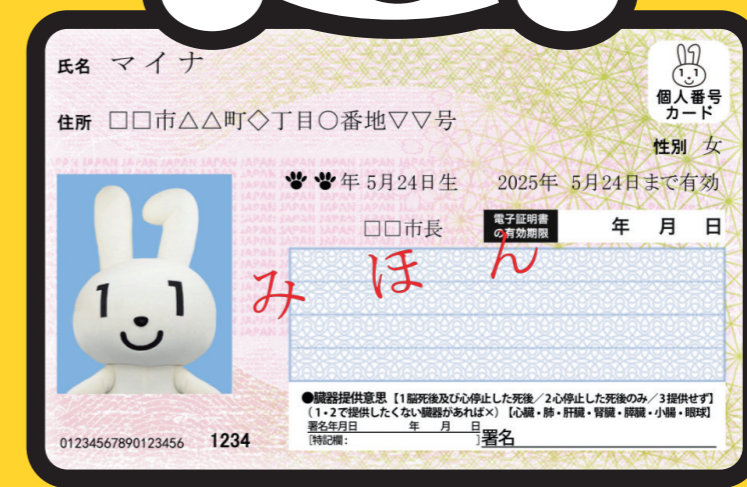 氏名 マイナ
個人番号
カード
住所 □□市△△町◇丁目○番地▽▽号
性別 女
年 5月24日生 2025年 5月24日まで有効
□□市長 電子証明書
の有効期限 年 月 日
みほん
●臓器提供意思【1脳死後及び心停止した死後/2心停止した死後のみ/3提供せず】
(1・2で提供したくない臓器があれば×)【心臓・肺・肝臓・腎臓・膵臓・小腸・眼球】
署名年月日 年 月 日
[特記欄: ]署名
01234567890123456 1234